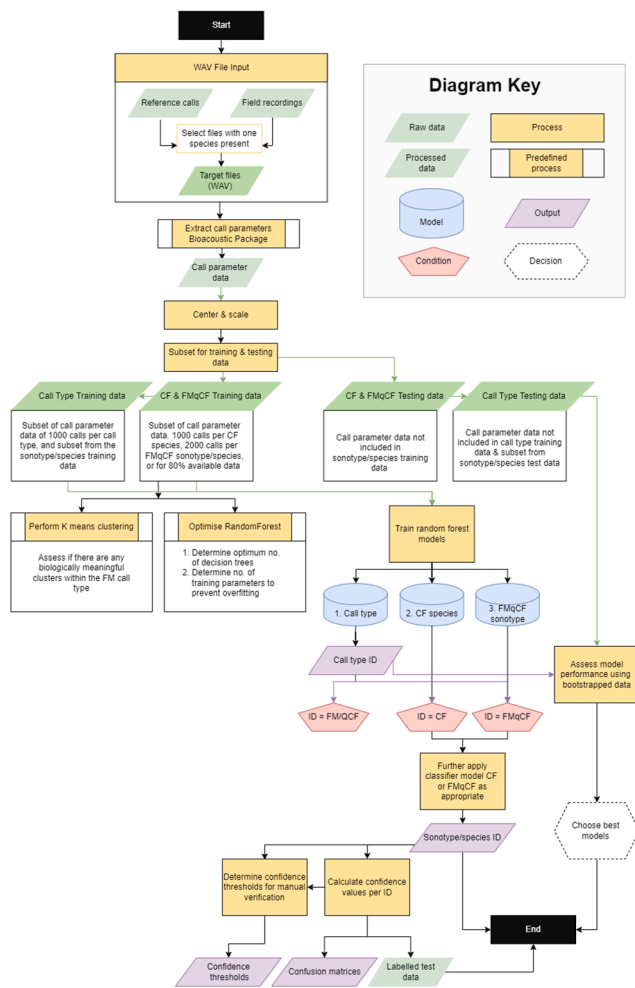 Start
WAV File Input
Reference calls
Field recordings
Select files with one
species present
Target files
(WAV)
Extract call parameters
Bioacoustic Package
Call parameter
data
Center & scale
Subset for training & testing
data
Diagram Key
Raw data
Process
Processed
data
Predefined
process
Model
Output
Condition
Decision
Call Type Training data
Subset of call parameter
data of 1000 calls per call
type, and subset from the
sonotype/species training
data
CF & FMqCF Training data
Subset of call parameter
data. 1000 calls per CF
species, 2000 calls per
FMqCF sonotype/species,
or for 80% available data
CF & FMqCF Testing data
Call parameter data not
included in
sonotype/species training
data
Call Type Testing data
Call parameter data not
included in call type training
data & subset from
sonotype/species test data
Perform K means clustering
Assess if there are any
biologically meaningful
clusters within the FM call
type
Optimise RandomForest
1. Determine optimum no. of
decision trees
2. Determine no. of
training parameters to
prevent overfitting
Train random forest
models
1. Call type
2. CF species
3. FMqCF
sonotype
Call type ID
Assess model
performance using
bootstrapped data
ID = FM/QCF
ID = CF
ID = FMqCF
Further apply
classifier model CF
or FMqCF as
appropriate
Choose best
models
Sonotype/species ID
Determine confidence
thresholds for manual
verification
Calculate confidence
values per ID
End
Confidence
thresholds
Confusion matrices
Labelled test
data